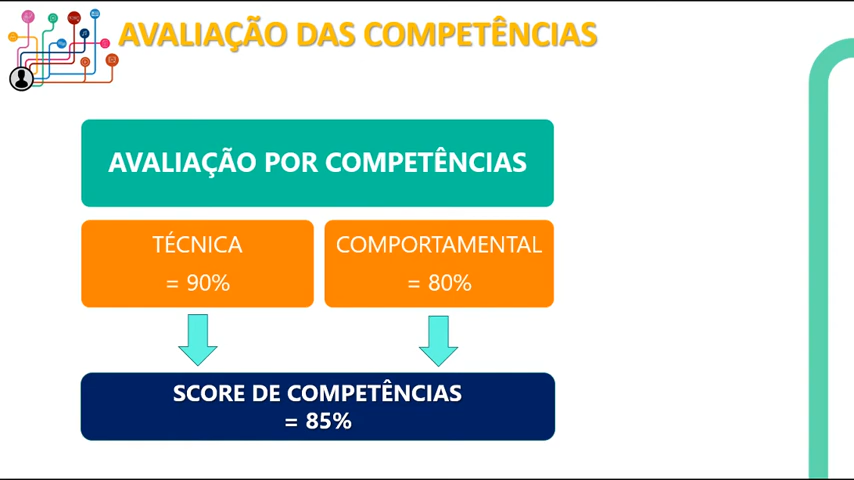 AVALIAÇÃO DAS COMPETÊNCIAS
AVALIAÇÃO POR COMPETÊNCIAS
TÉCNICA
= 90%
COMPORTAMENTAL
= 80%
SCORE DE COMPETÊNCIAS
= 85%